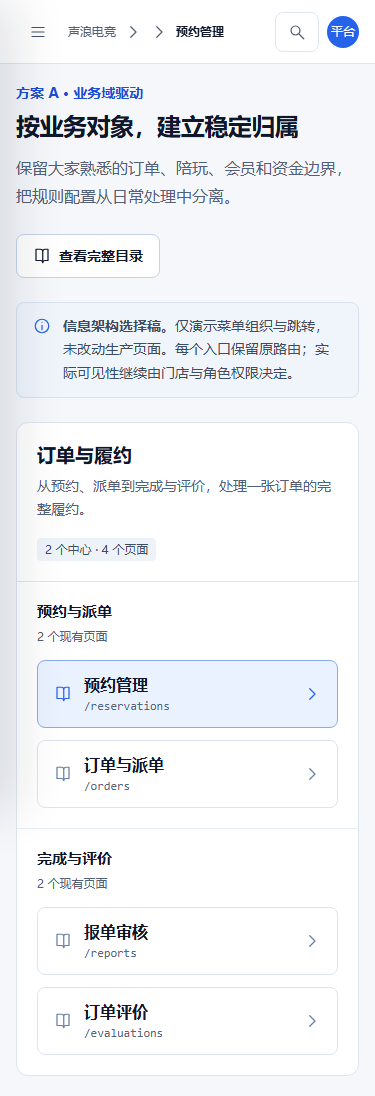 声浪电竞
预约管理
平台
方案 A • 业务域驱动
按业务对象，建立稳定归属
保留大家熟悉的订单、陪玩、会员和资金边界，
把规则配置从日常处理中分离。
查看完整目录
信息架构选择稿。仅演示菜单组织与跳转，
未改动生产页面。每个入口保留原路由；实
际可见性继续由门店与角色权限决定。
订单与履约
从预约、派单到完成与评价，处理一张订单的完
整履约。
2 个中心 · 4 个页面
预约与派单
2 个现有页面
预约管理
/reservations
订单与派单
/orders
完成与评价
2 个现有页面
报单审核
/reports
订单评价
/evaluations